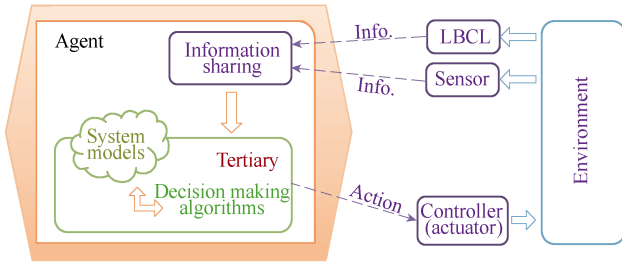 Agent
Information
sharing
Info.
LBCL
Info.
Sensor
Environment
System
models
Tertiary
Decision making
algorithms
Action
Controller
(actuator)